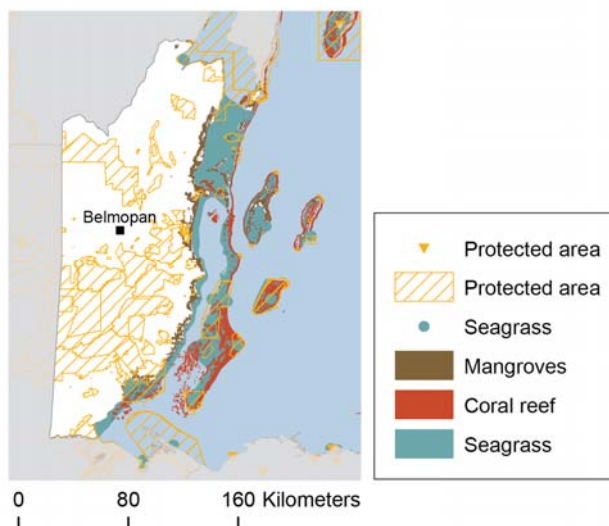 Belmopan
Protected area
Protected area
Seagrass
Mangroves
Coral reef
Seagrass
0 80 160 Kilometers